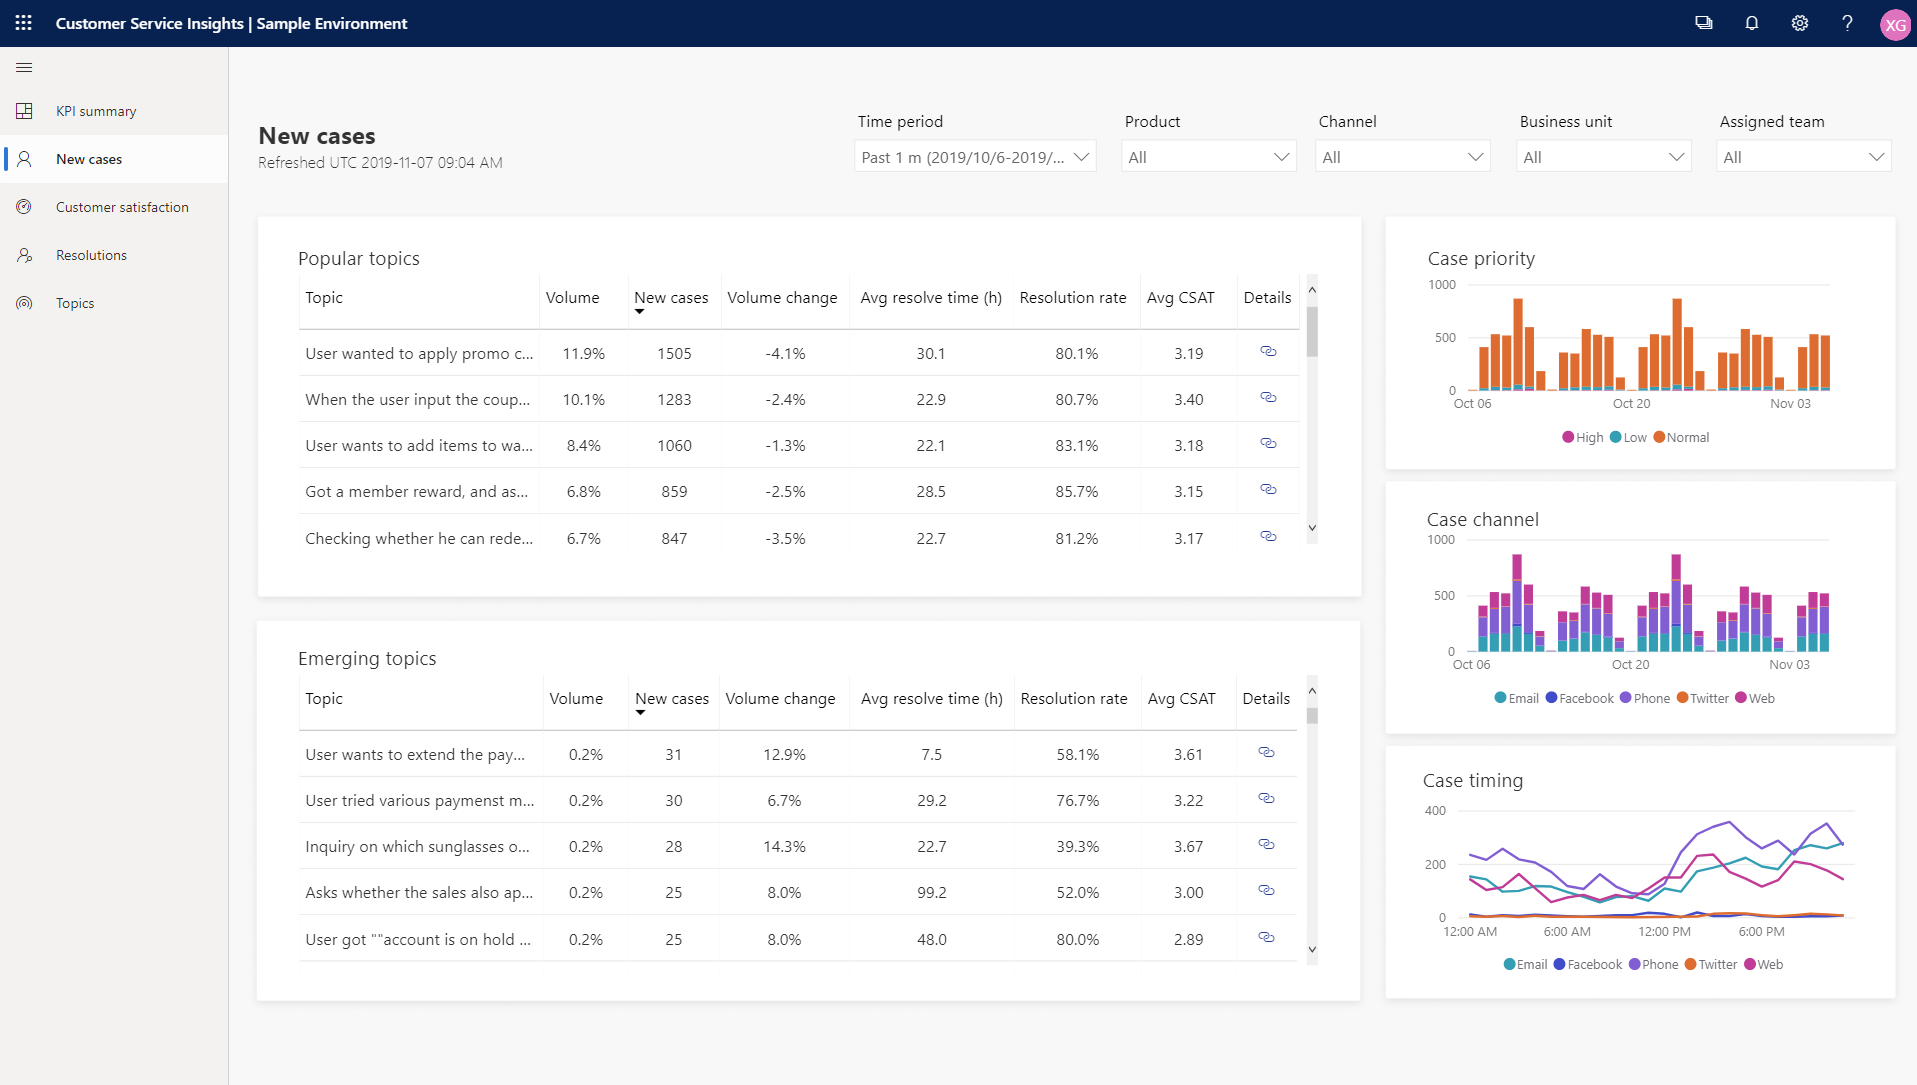 Customer Service Insights | Sample Environment
XG
KPI summary
New cases
Customer satisfaction
Resolutions
Topics
New cases
Refreshed UTC 2019-11-07 09:04 AM
Time period Product Channel Business unit Assigned team
Past 1 m (2019/10/6-2019/... All All All All
Popular topics
Topic Volume New cases Volume change Avg resolve time (h) Resolution rate Avg CSAT Details
User wanted to apply promo c... 11.9% 1505 -4.1% 30.1 80.1% 3.19
When the user input the coup... 10.1% 1283 -2.4% 22.9 80.7% 3.40
User wants to add items to wa... 8.4% 1060 -1.3% 22.1 83.1% 3.18
Got a member reward, and as... 6.8% 859 -2.5% 28.5 85.7% 3.15
Checking whether he can rede... 6.7% 847 -3.5% 22.7 81.2% 3.17
Emerging topics
Topic Volume New cases Volume change Avg resolve time (h) Resolution rate Avg CSAT Details
User wants to extend the pay... 0.2% 31 12.9% 7.5 58.1% 3.61
User tried various paymenst m... 0.2% 30 6.7% 29.2 76.7% 3.22
Inquiry on which sunglasses o... 0.2% 28 14.3% 22.7 39.3% 3.67
Asks whether the sales also ap... 0.2% 25 8.0% 99.2 52.0% 3.00
User got ""account is on hold ... 0.2% 25 8.0% 48.0 80.0% 2.89
Case priority
1000
500
0
Oct 06 Oct 20 Nov 03
High Low Normal
Case channel
1000
500
0
Oct 06 Oct 20 Nov 03
Email Facebook Phone Twitter Web
Case timing
400
200
0
12:00 AM 6:00 AM 12:00 PM 6:00 PM
Email Facebook Phone Twitter Web